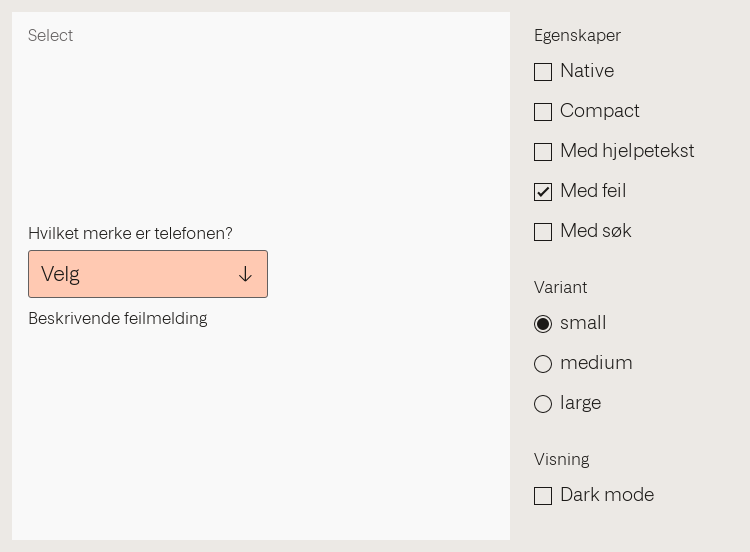 Select
Hvilket merke er telefonen?
Velg
Beskrivende feilmelding
Egenskaper
Native
Compact
Med hjelpetekst
Med feil
Med søk
Variant
small
medium
large
Visning
Dark mode